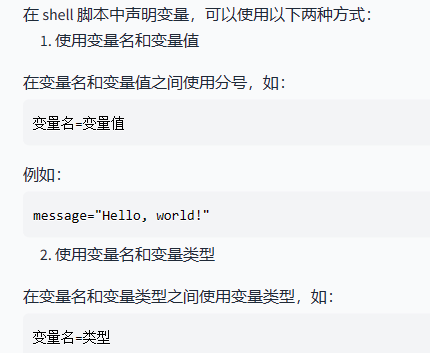 在 shell 脚本中声明变量，可以使用以下两种方式：
1. 使用变量名和变量值
在变量名和变量值之间使用分号，如：
变量名=变量值
例如：
message="Hello, world!"
2. 使用变量名和变量类型
在变量名和变量类型之间使用变量类型，如：
变量名=类型